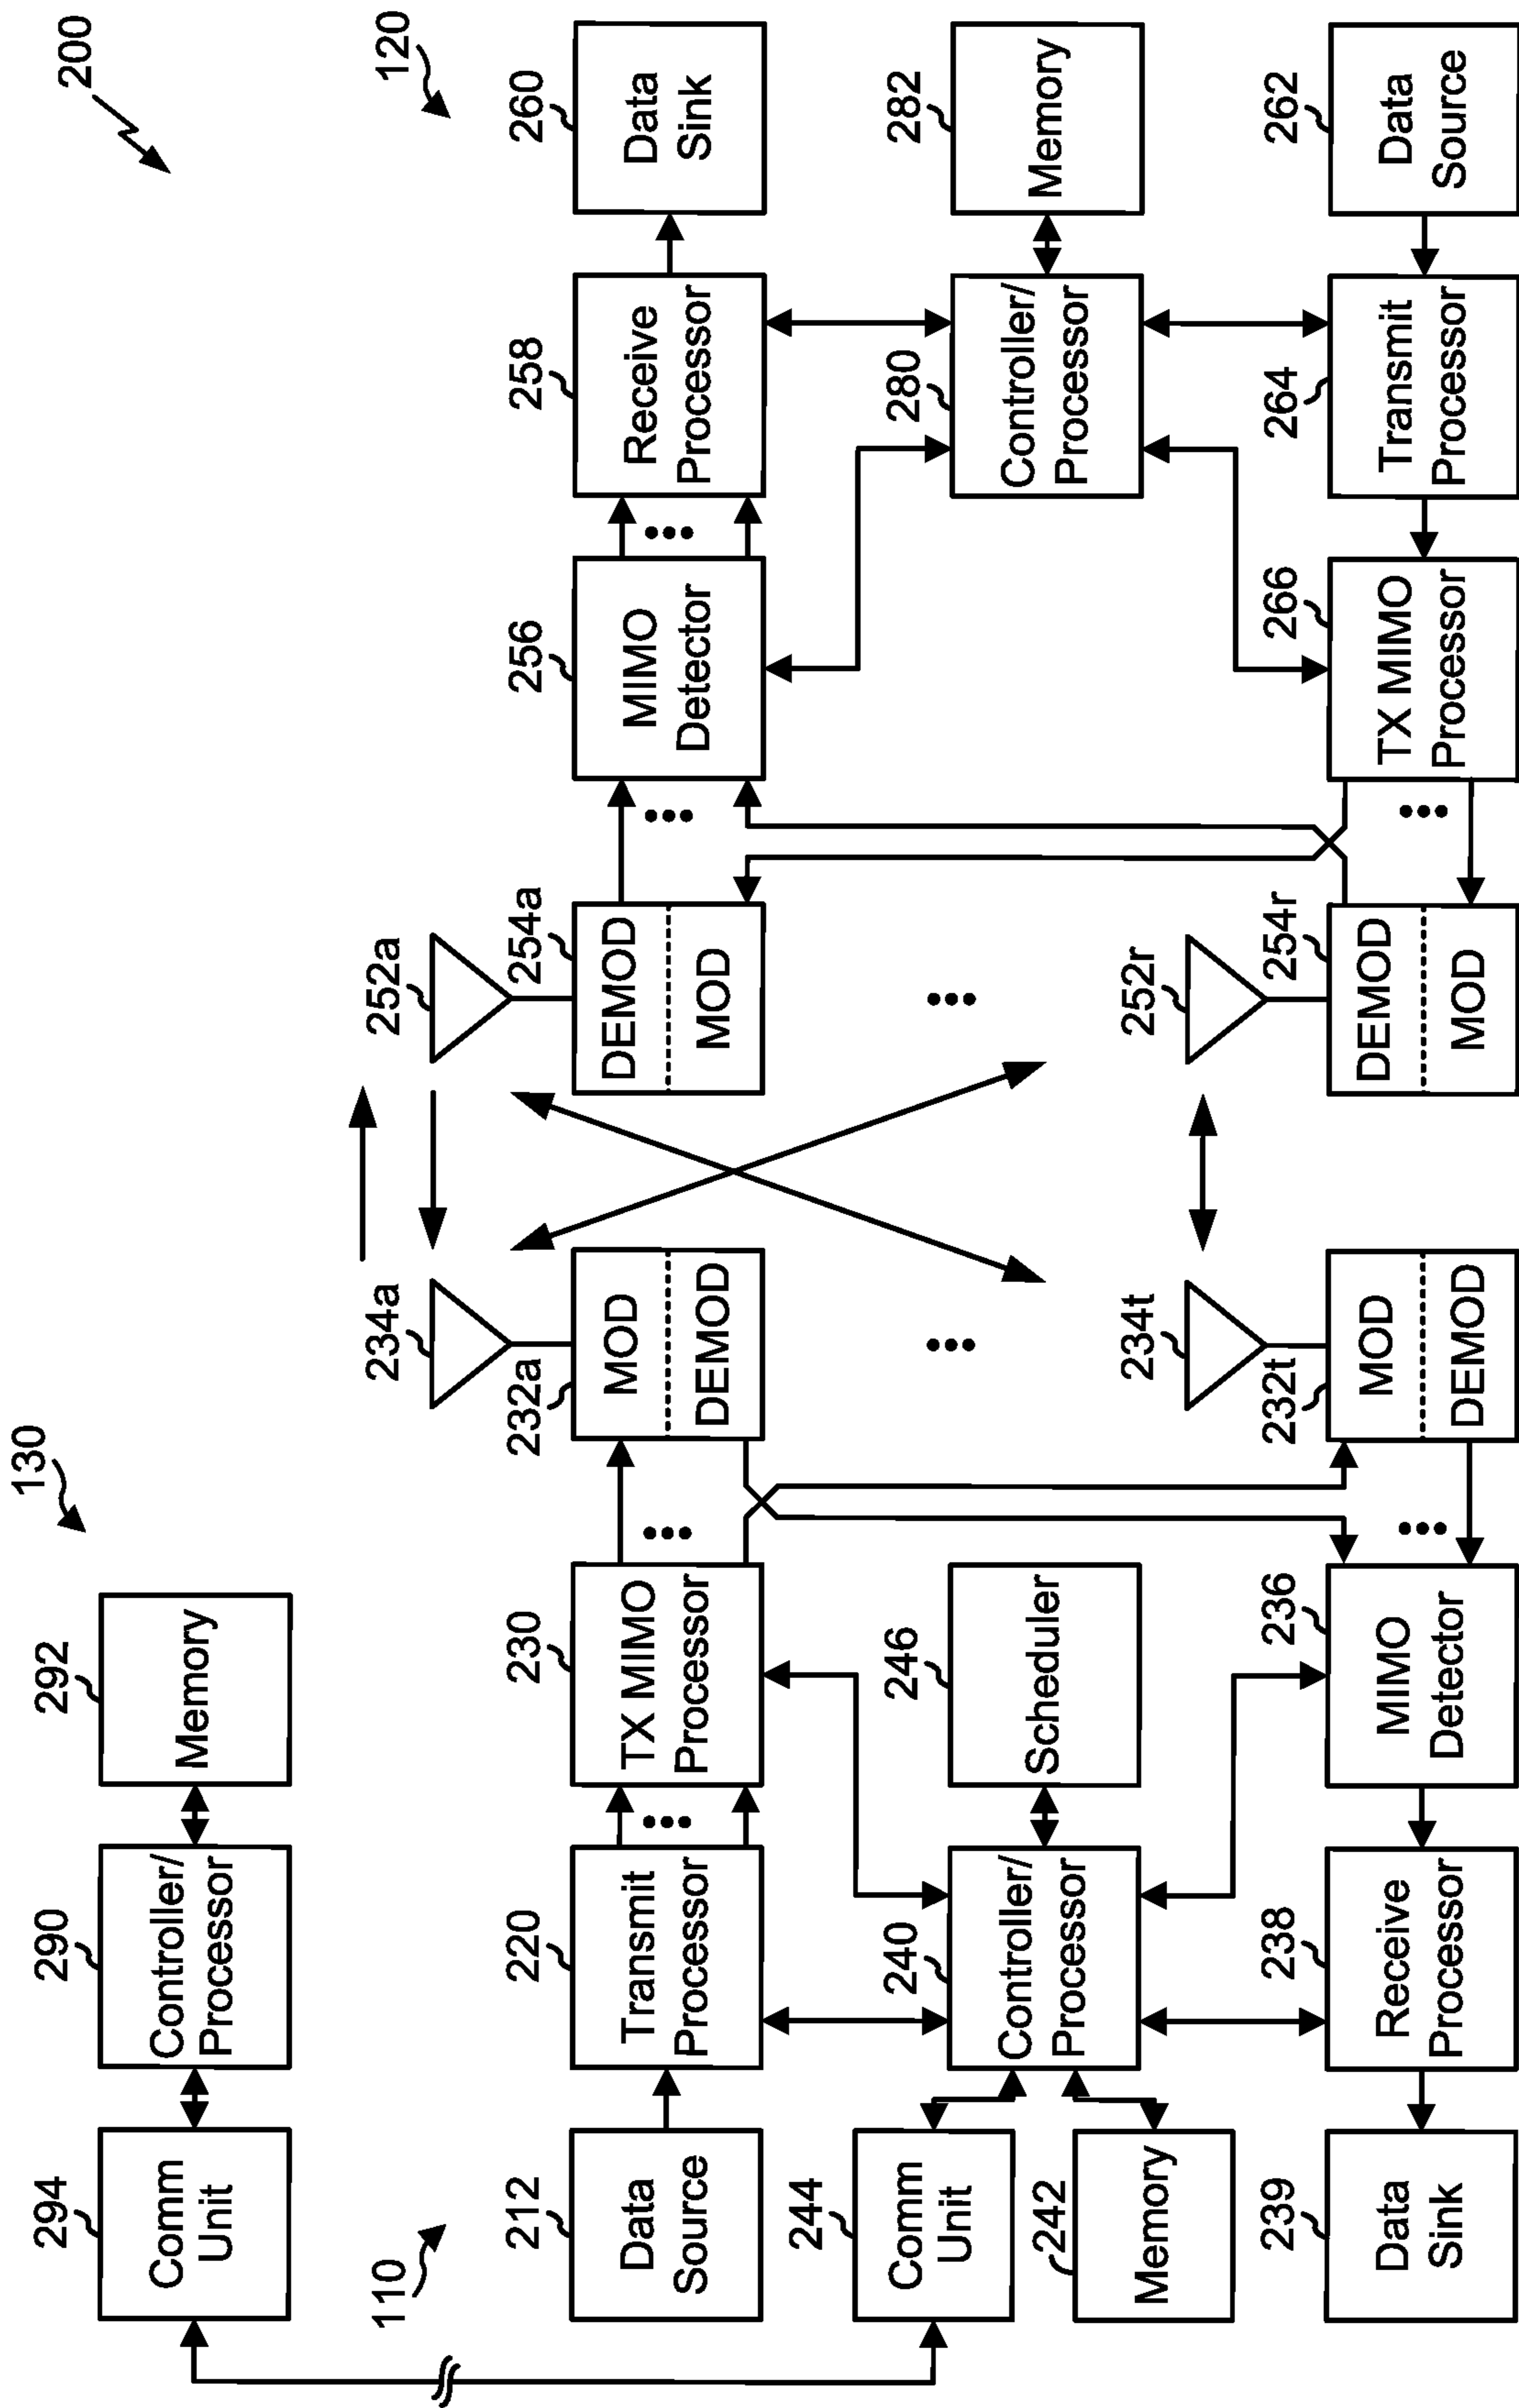 200
130
294
Comm
Unit
290
Controller/
Processor
292
Memory
110
120
234a
252a
212
Data
Source
220
Transmit
Processor
230
TX MIMO
Processor
232a
MOD
DEMOD
254a
DEMOD
MOD
256
MIMO
Detector
258
Receive
Processor
260
Data
Sink
244
Comm
Unit
242
Memory
240
Controller/
Processor
246
Scheduler
280
Controller/
Processor
282
Memory
234t
252r
239
Data
Sink
238
Receive
Processor
236
MIMO
Detector
232t
MOD
DEMOD
254r
DEMOD
MOD
266
TX MIMO
Processor
264
Transmit
Processor
262
Data
Source